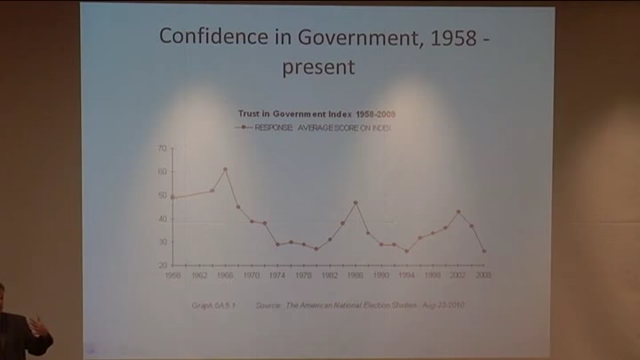 Confidence in Government, 1958 -
present
Trust in Government Index 1958-2008
RESPONSE: AVERAGE SCORE ON INDEX
70
60
50
40
30
20
1958 1962 1966 1970 1974 1978 1982 1986 1990 1994 1998 2002 2008
Graph 5A.5.1 Source: The American National Election Studies, Aug-20-2010